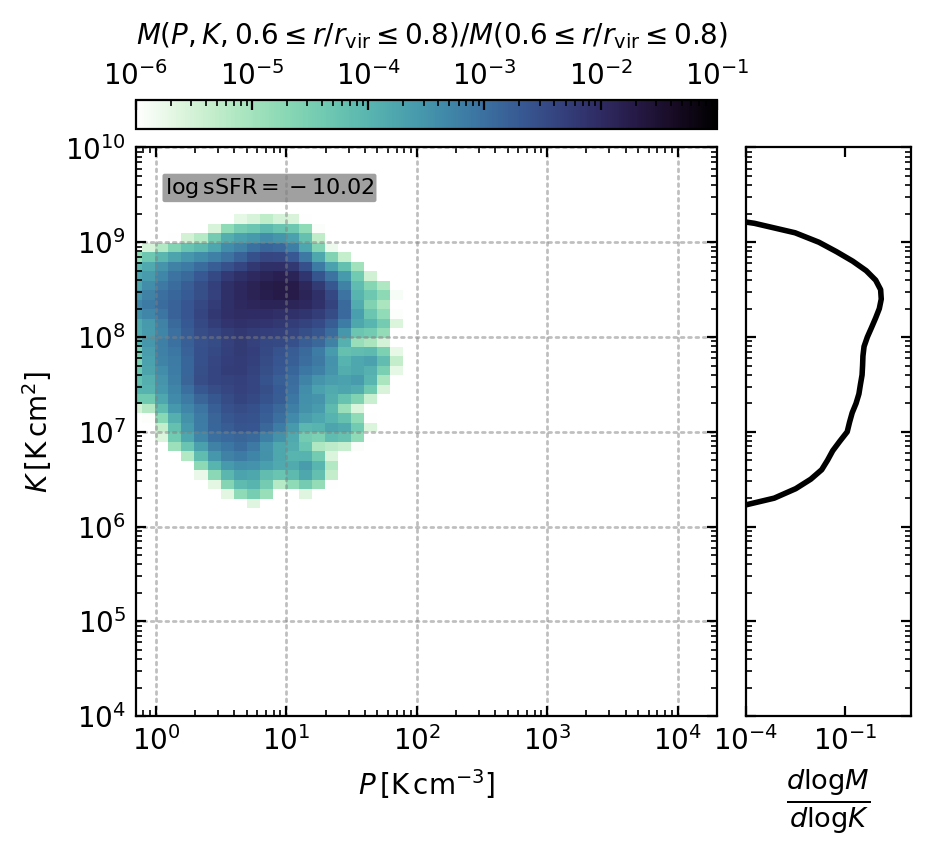 M(P, K, 0.6 ≤ r/r_vir ≤ 0.8)/M(0.6 ≤ r/r_vir ≤ 0.8)
10^−6 10^−5 10^−4 10^−3 10^−2 10^−1
10^10
log sSFR = −10.02
10^9
10^8
10^7
K [K cm^2]
10^6
10^5
10^4
10^0 10^1 10^2 10^3 10^4 10^−4 10^−1
P [K cm^−3]
dlogM
dlogK